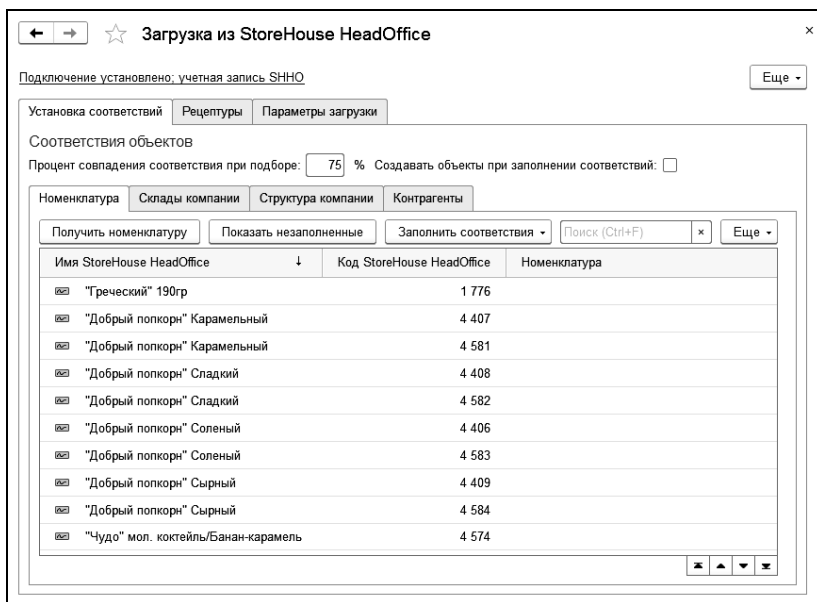 Загрузка из StoreHouse HeadOffice
Подключение установлено; учетная запись SHHO
Еще
Установка соответствий Рецептуры Параметры загрузки
Соответствия объектов
Процент совпадения соответствия при подборе: 75 % Создавать объекты при заполнении соответствий:
Номенклатура Склады компании Структура компании Контрагенты
Получить номенклатуру Показать незаполненные Заполнить соответствия Поиск (Ctrl+F) × Еще
Имя StoreHouse HeadOffice ↓ Код StoreHouse HeadOffice Номенклатура
"Греческий" 190гр 1 776
"Добрый попкорн" Карамельный 4 407
"Добрый попкорн" Карамельный 4 581
"Добрый попкорн" Сладкий 4 408
"Добрый попкорн" Сладкий 4 582
"Добрый попкорн" Соленый 4 406
"Добрый попкорн" Соленый 4 583
"Добрый попкорн" Сырный 4 409
"Добрый попкорн" Сырный 4 584
"Чудо" мол. коктейль/Банан-карамель 4 574